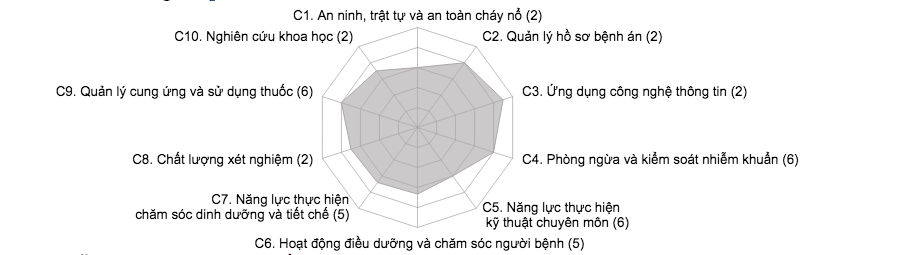 C1. An ninh, trật tự và an toàn cháy nổ (2)
C10. Nghiên cứu khoa học (2)
C2. Quản lý hồ sơ bệnh án (2)
C9. Quản lý cung ứng và sử dụng thuốc (6)
C3. Ứng dụng công nghệ thông tin (2)
C8. Chất lượng xét nghiệm (2)
C4. Phòng ngừa và kiểm soát nhiễm khuẩn (6)
C7. Năng lực thực hiện
chăm sóc dinh dưỡng và tiết chế (5)
C5. Năng lực thực hiện
kỹ thuật chuyên môn (6)
C6. Hoạt động điều dưỡng và chăm sóc người bệnh (5)